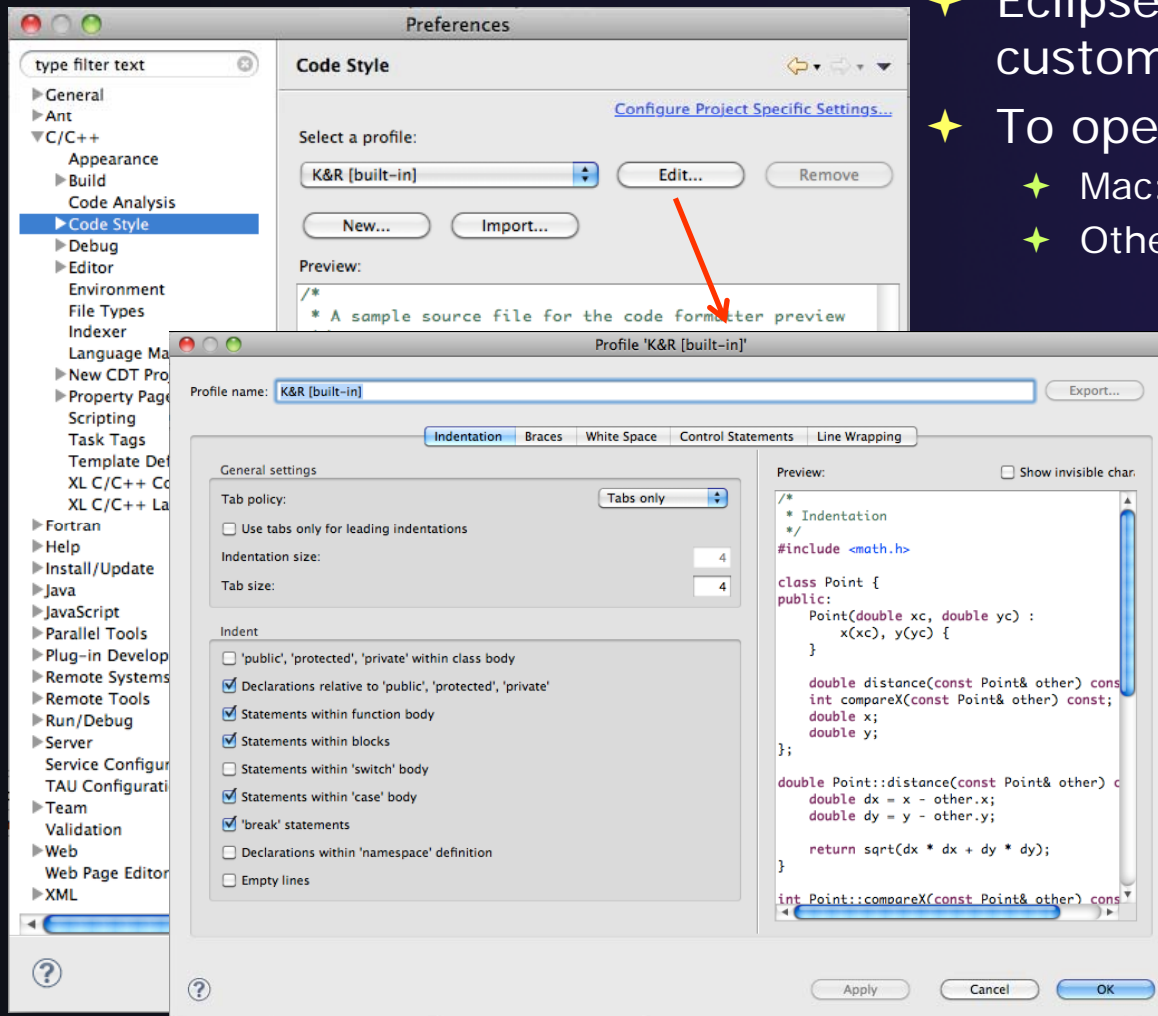 Preferences
type filter text
General
Ant
C/C++
Appearance
Build
Code Analysis
Code Style
Debug
Editor
Environment
File Types
Indexer
Language Ma
New CDT Pro
Property Page
Scripting
Task Tags
Template Def
XL C/C++ Co
XL C/C++ La
Fortran
Help
Install/Update
Java
JavaScript
Parallel Tools
Plug-in Develop
Remote Systems
Remote Tools
Run/Debug
Server
Service Configur
TAU Configurati
Team
Validation
Web
Web Page Editor
XML
Code Style
Configure Project Specific Settings...
Select a profile:
K&R [built-in]
Edit...
Remove
New...
Import...
Preview:
/*
* A sample source file for the code formatter preview
Eclipse
custom
To ope
Mac:
Othe
Profile 'K&R [built-in]'
Profile name: K&R [built-in]
Export...
Indentation Braces White Space Control Statements Line Wrapping
General settings
Tab policy: Tabs only
Use tabs only for leading indentations
Indentation size: 4
Tab size: 4
Indent
'public', 'protected', 'private' within class body
Declarations relative to 'public', 'protected', 'private'
Statements within function body
Statements within blocks
Statements within 'switch' body
Statements within 'case' body
'break' statements
Declarations within 'namespace' definition
Empty lines
Preview:
Show invisible char
/*
* Indentation
*/
#include <math.h>
class Point {
public:
Point(double xc, double yc) :
x(xc), y(yc) {
}
double distance(const Point& other) cons
int compareX(const Point& other) const;
double x;
double y;
};
double Point::distance(const Point& other) c
double dx = x - other.x;
double dy = y - other.y;
return sqrt(dx * dx + dy * dy);
}
int Point::compareX(const Point& other) cons
? ?
Apply
Cancel
OK